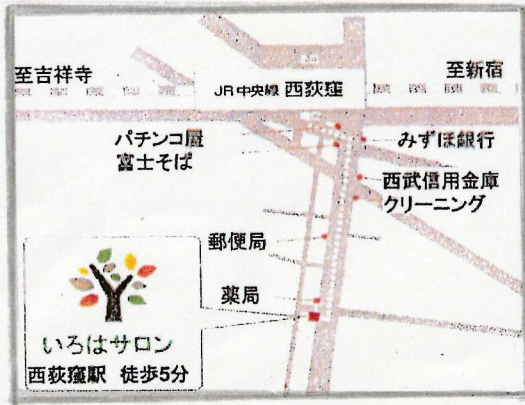 至吉祥寺
至新宿
JR中央線 西荻窪
パチンコ屋
富士そば
みずほ銀行
西武信用金庫
クリーニング
郵便局
薬局
いろはサロン
西荻窪駅 徒歩5分